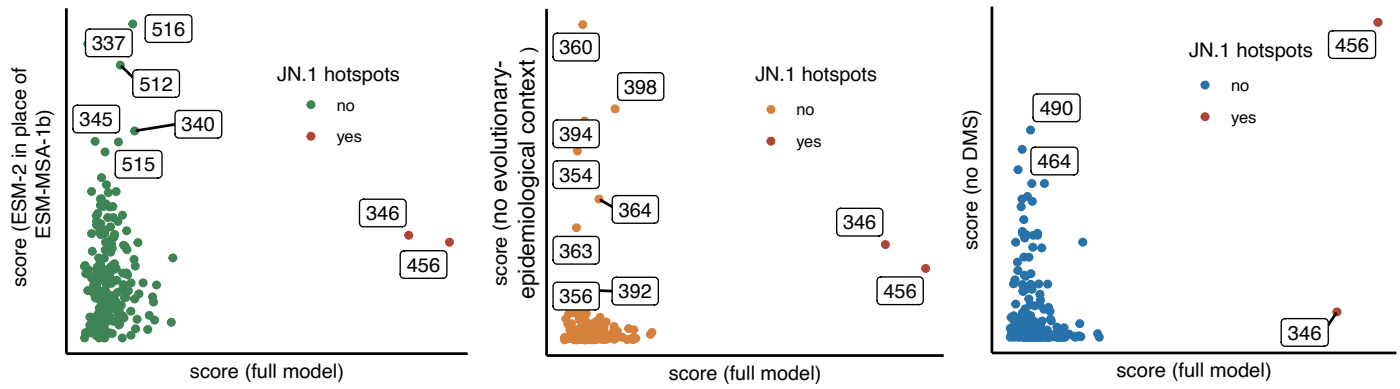 score (ESM-2 in place of
ESM-MSA-1b)
337
516
512
345
340
515
346
456
JN.1 hotspots
no
yes
score (full model)
score (no evolutionary-
epidemiological context )
360
398
394
354
364
363
356
392
346
456
JN.1 hotspots
no
yes
score (full model)
score (no DMS)
456
490
464
346
JN.1 hotspots
no
yes
score (full model)